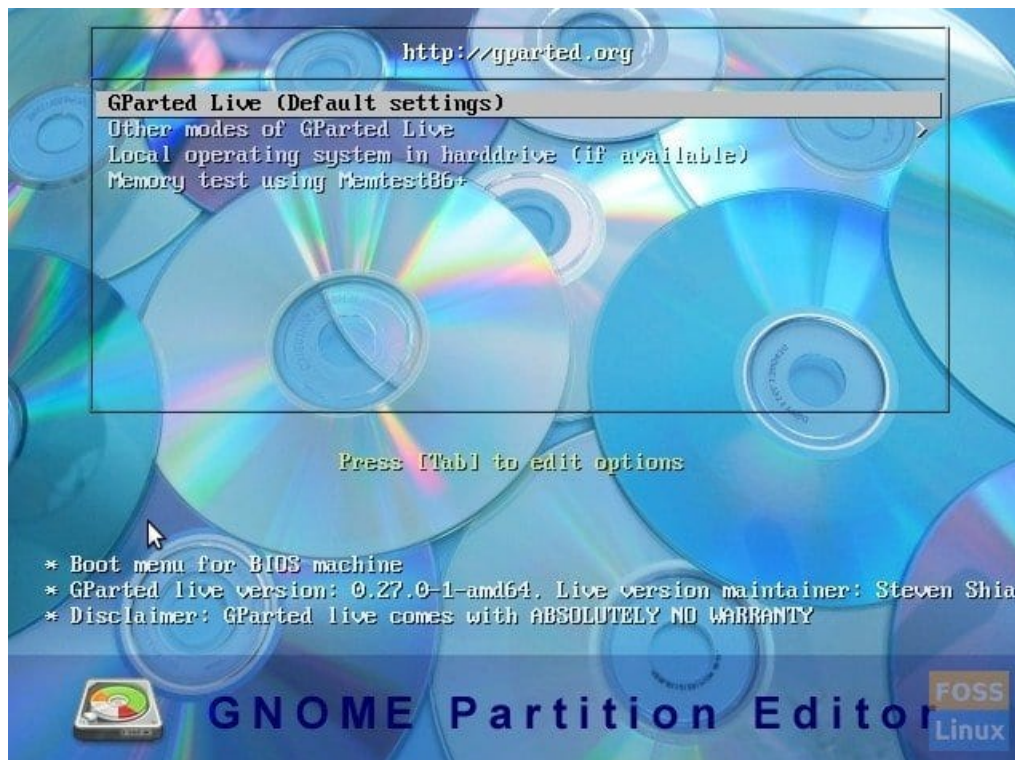 http://gparted.org
GParted Live (Default settings)
Other modes of GParted Live >
Local operating system in harddrive (if available)
Memory test using Memtest86+
Press [Tab] to edit options
* Boot menu for BIOS machine
* GParted live version: 0.27.0-1-amd64. Live version maintainer: Steven Shia
* Disclaimer: GParted live comes with ABSOLUTELY NO WARRANTY
GNOME Partition Editor
FOSS
Linux